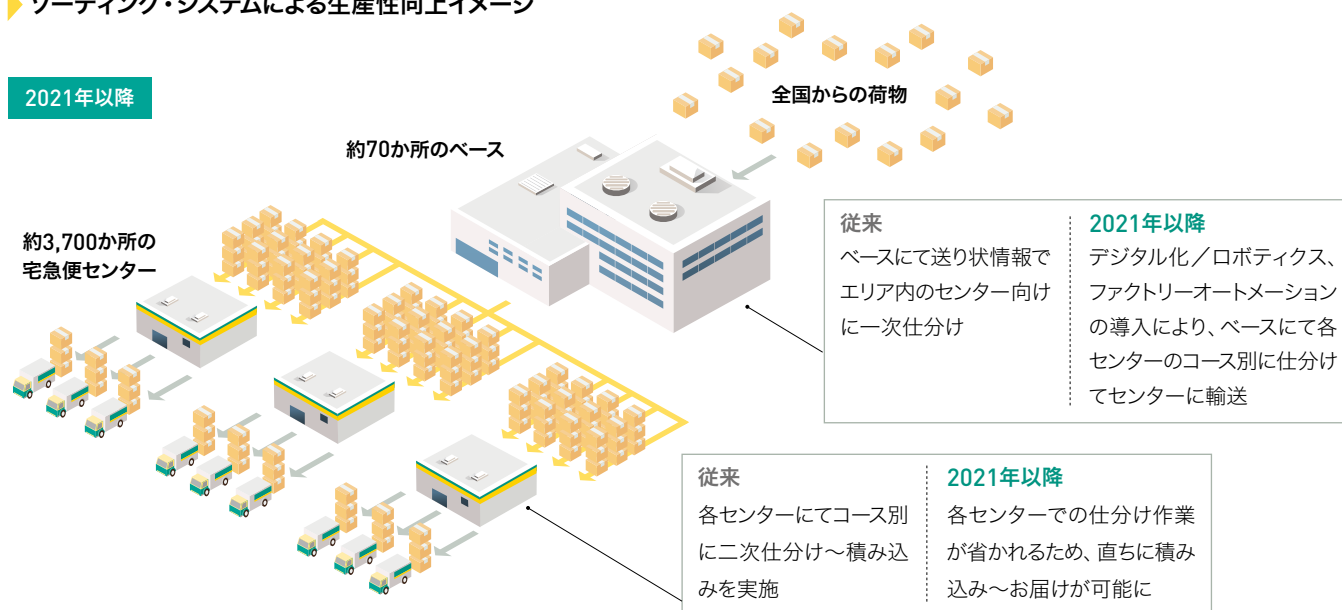 ソーティング・システムによる生産性向上イメージ
2021年以降
全国からの荷物
約70か所のベース
約3,700か所の
宅急便センター
従来
ベースにて送り状情報で
エリア内のセンター向け
に一次仕分け
2021年以降
デジタル化／ロボティクス、
ファクトリーオートメーション
の導入により、ベースにて各
センターのコース別に仕分け
てセンターに輸送
従来
各センターにてコース別
に二次仕分け〜積み込
みを実施
2021年以降
各センターでの仕分け作業
が省かれるため、直ちに積み
込み〜お届けが可能に